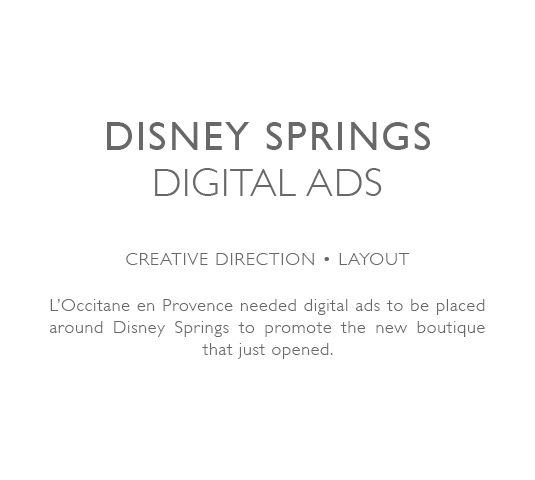 DISNEY SPRINGS
DIGITAL ADS
CREATIVE DIRECTION • LAYOUT
L'Occitane en Provence needed digital ads to be placed
around Disney Springs to promote the new boutique
that just opened.